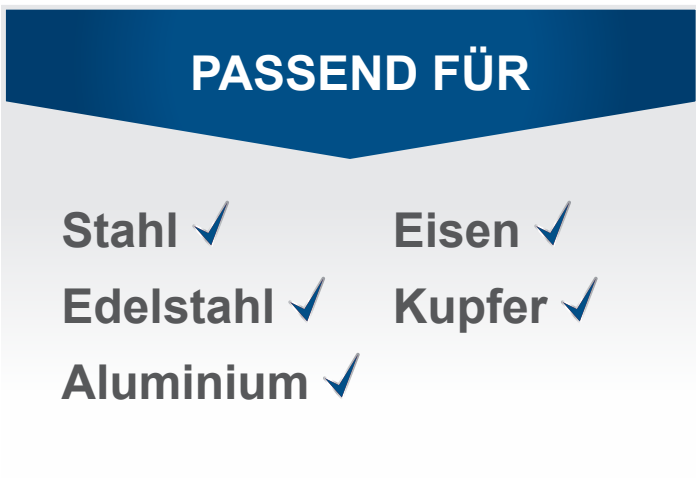 PASSEND FÜR
Stahl ✓
Edelstahl ✓
Aluminium ✓
Eisen ✓
Kupfer ✓